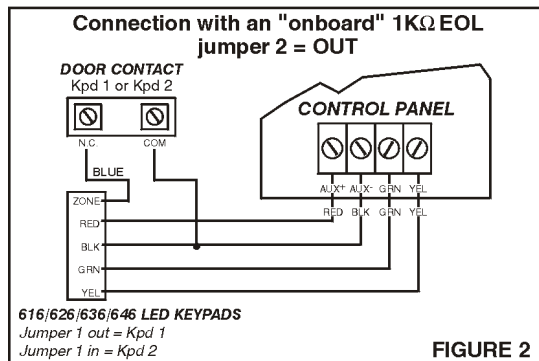 Connection with an "onboard" 1KΩ EOL
jumper 2 = OUT
DOOR CONTACT
Kpd 1 or Kpd 2
N.C. COM
BLUE
CONTROL PANEL
AUX+ AUX- GRN YEL
RED BLK GRN YEL
ZONE
RED
BLK
GRN
YEL
616/626/636/646 LED KEYPADS
Jumper 1 out = Kpd 1
Jumper 1 in = Kpd 2
FIGURE 2